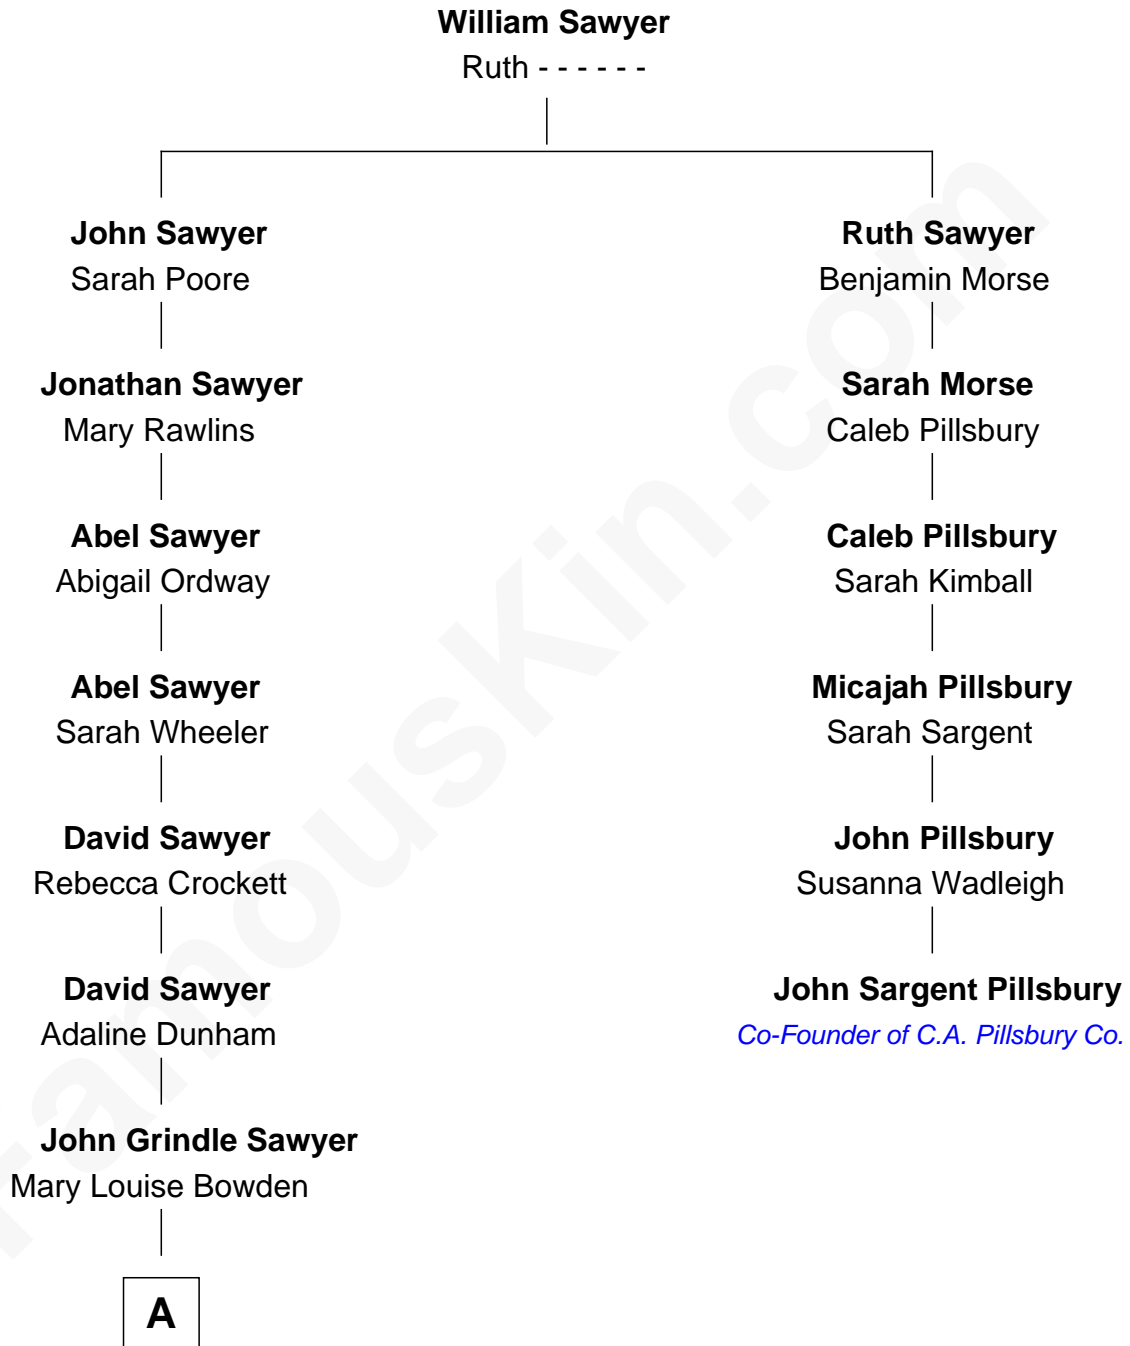 William Sawyer
Ruth - - - - - -
John Sawyer
Sarah Poore
Ruth Sawyer
Benjamin Morse
Jonathan Sawyer
Mary Rawlins
Sarah Morse
Caleb Pillsbury
Abel Sawyer
Abigail Ordway
Caleb Pillsbury
Sarah Kimball
Abel Sawyer
Sarah Wheeler
Micajah Pillsbury
Sarah Sargent
David Sawyer
Rebecca Crockett
John Pillsbury
Susanna Wadleigh
David Sawyer
Adaline Dunham
John Sargent Pillsbury
Co-Founder of C.A. Pillsbury Co.
John Grindle Sawyer
Mary Louise Bowden
A
FamousKin.com